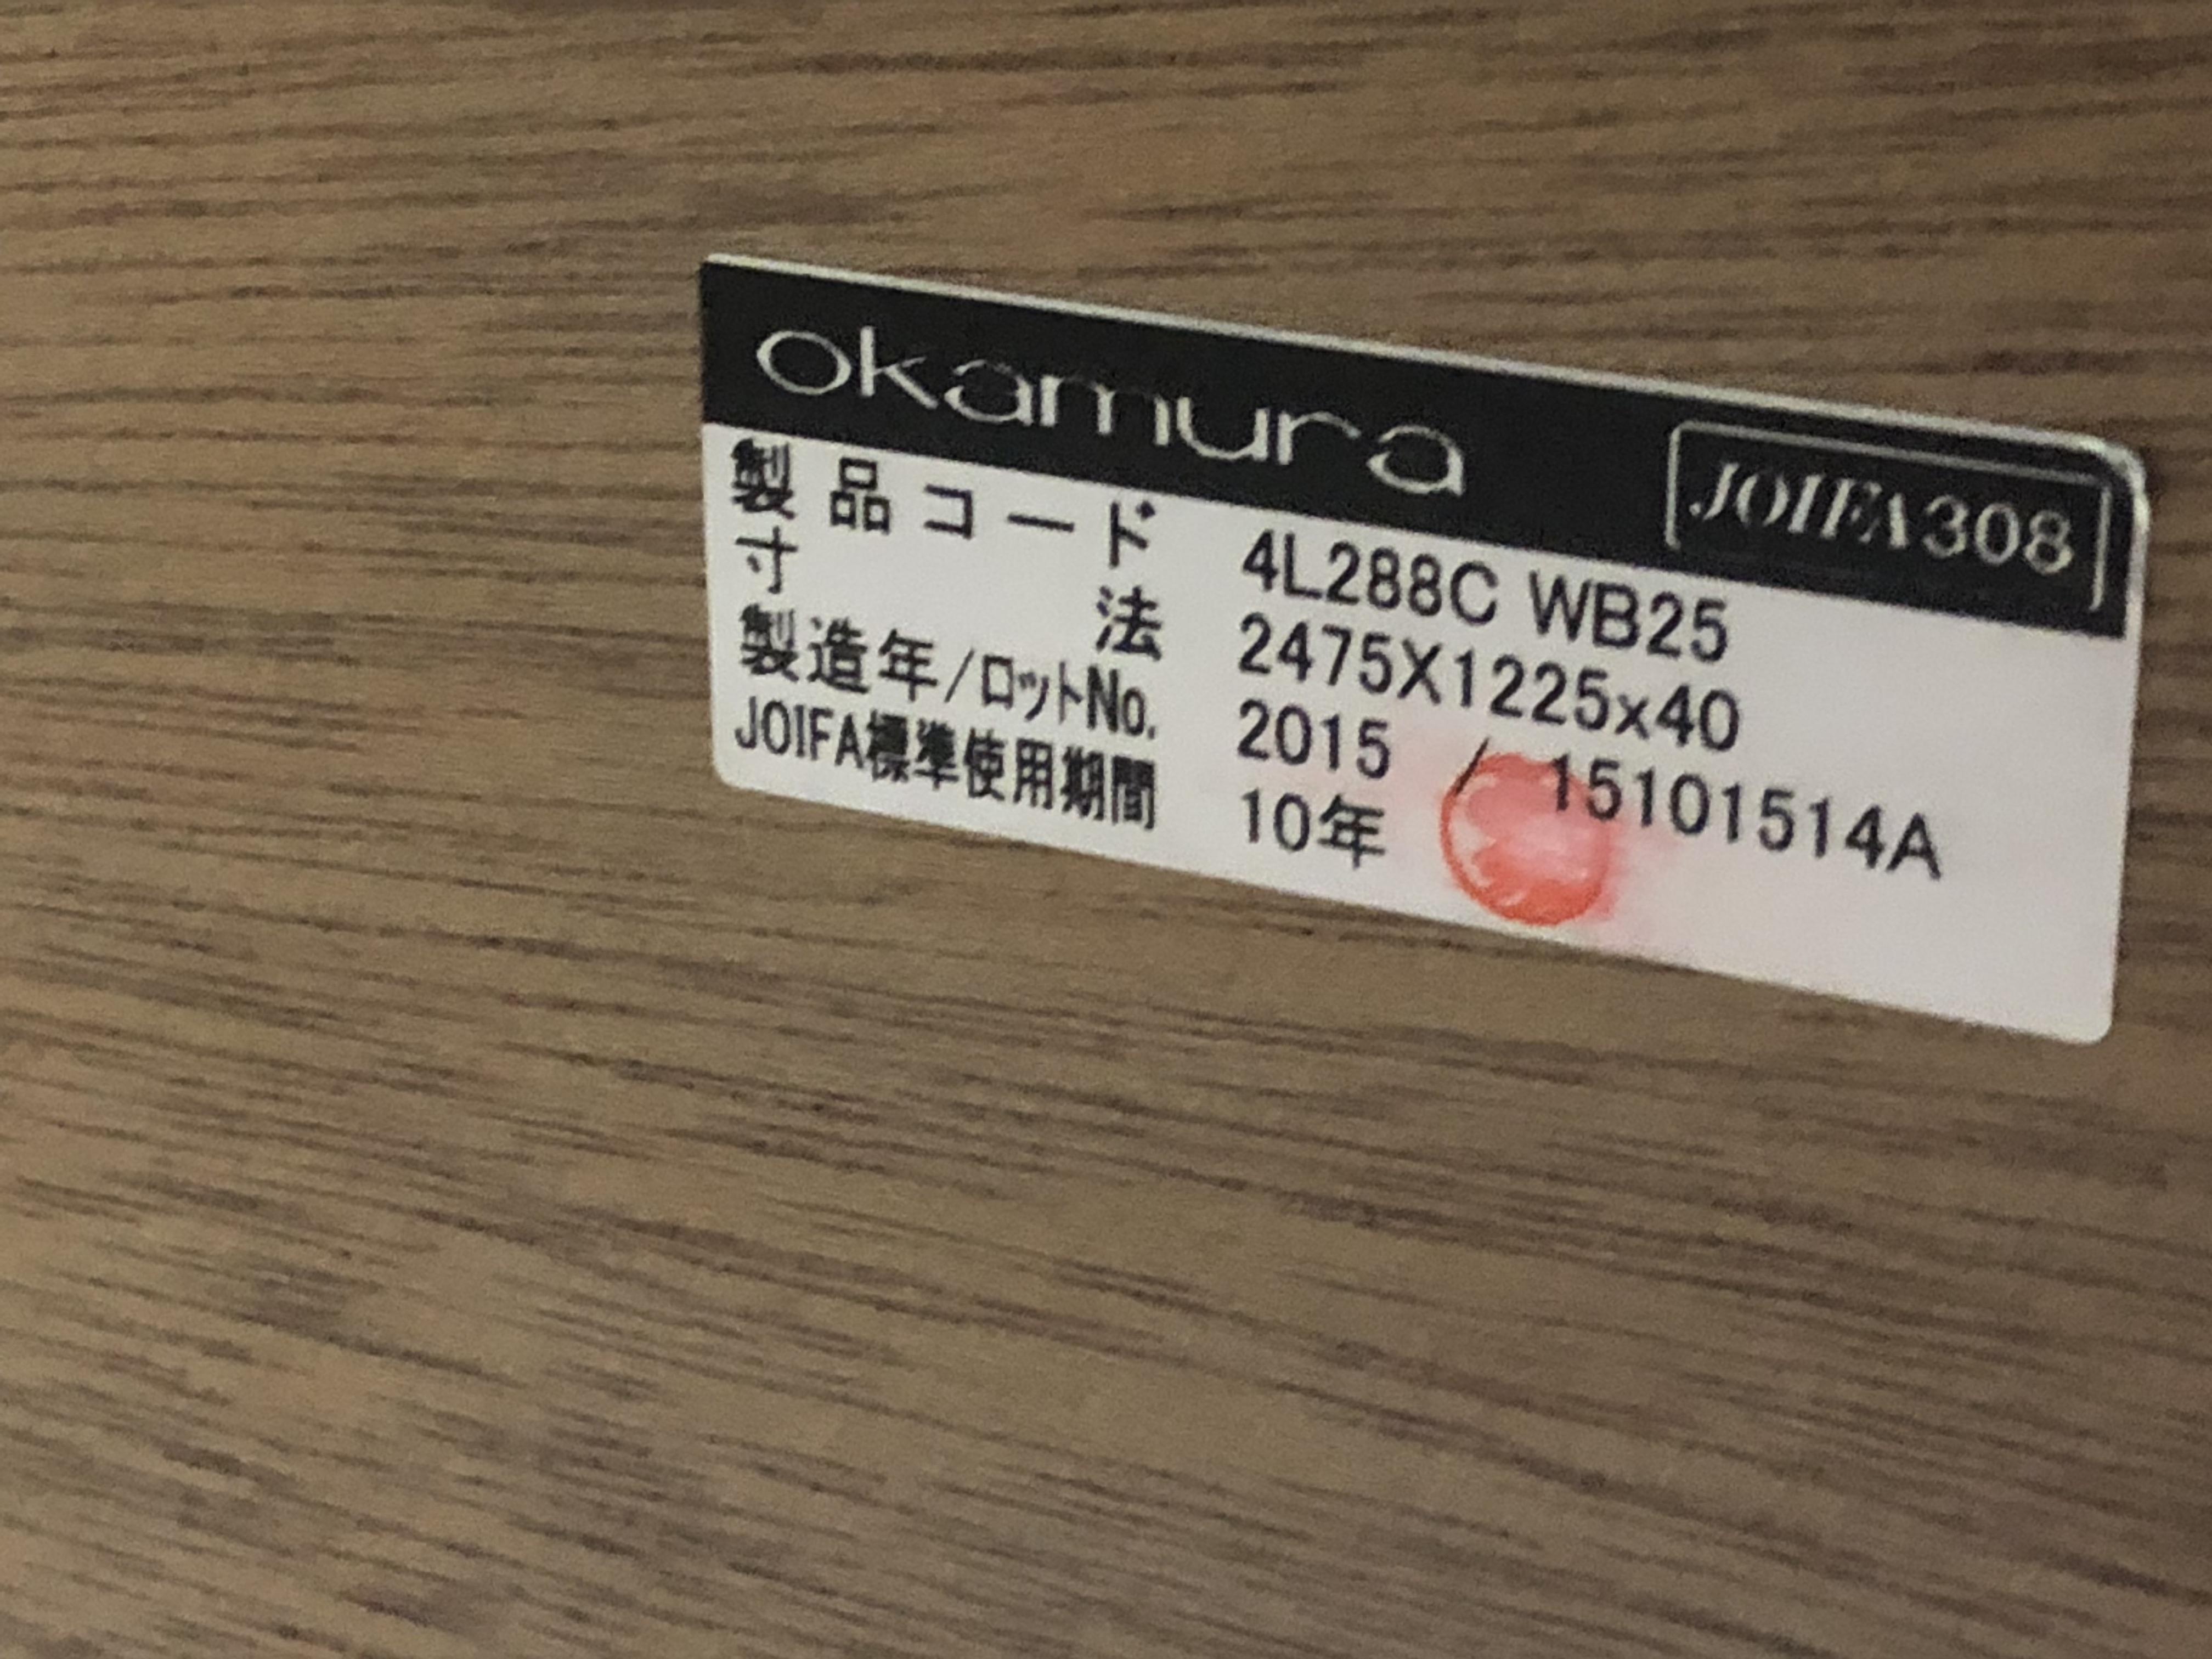 okamura JOIFA308
製品コード 4L288C WB25
寸法 2475X1225x40
製造年/ロットNo. 2015 / 15101514A
JOIFA標準使用期間 10年